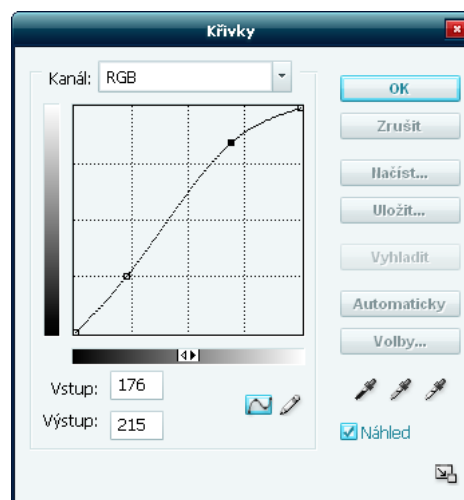 Křivky
Kanál: RGB
OK
Zrušit
Načíst...
Uložit...
Vyhladit
Automaticky
Volby...
Vstup: 176
Výstup: 215
Náhled